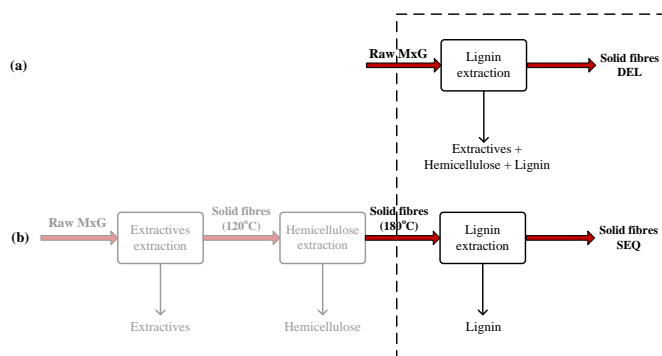 (a)
Raw MxG
Lignin
extraction
Solid fibres
DEL
Extractives +
Hemicellulose + Lignin
(b)
Raw MxG
Extractives
extraction
Solid fibres
(120°C)
Hemicellulose
extraction
Solid fibres
(180°C)
Lignin
extraction
Solid fibres
SEQ
Extractives
Hemicellulose
Lignin